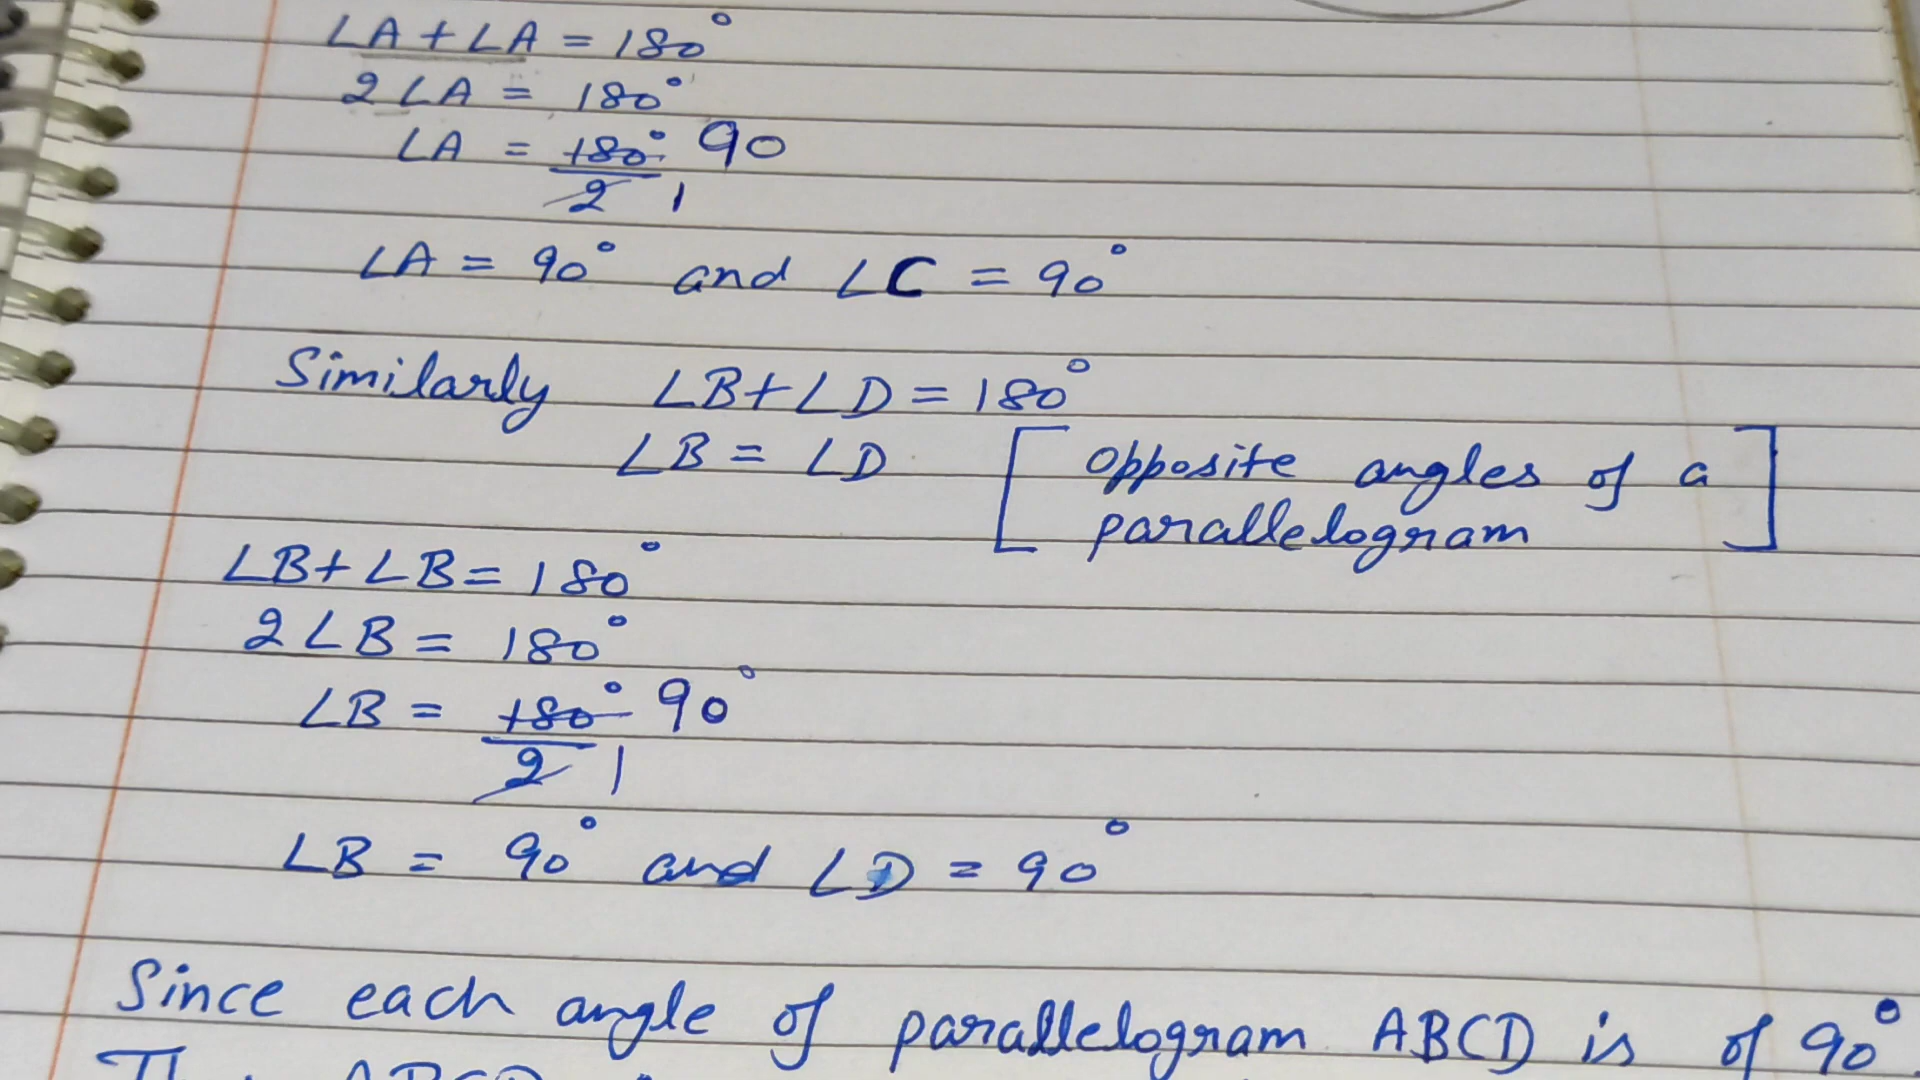 ∠A + ∠A = 180°
2∠A = 180°
∠A = 180° 90
2 1
∠A = 90° and ∠C = 90°
Similarly ∠B + ∠D = 180°
∠B = ∠D [opposite angles of a
parallelogram]
∠B + ∠B = 180°
2∠B = 180°
∠B = 180° 90°
2 1
∠B = 90° and ∠D = 90°
Since each angle of parallelogram ABCD is of 90°